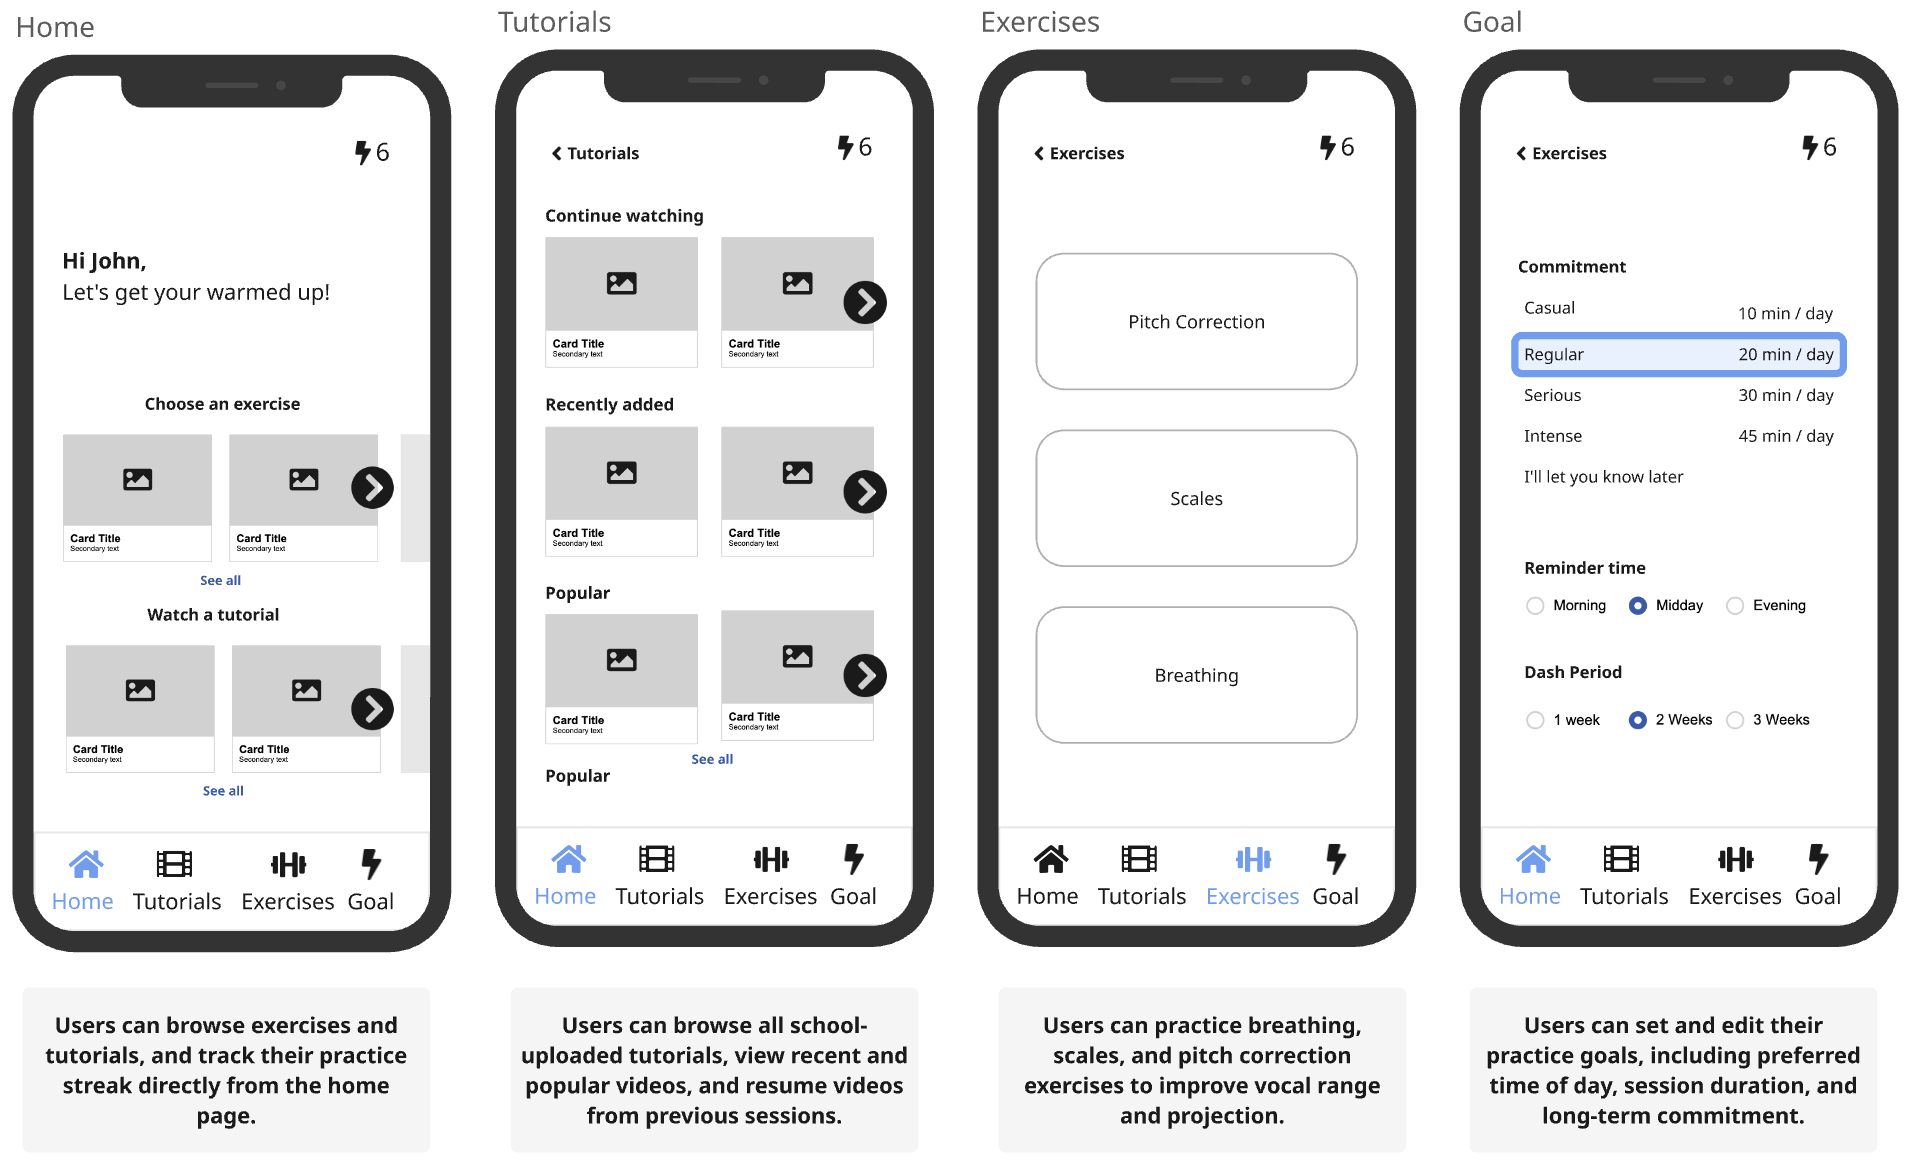 Home
6
Hi John,
Let's get your warmed up!
Choose an exercise
Card Title
Secondary text
Card Title
Secondary text
See all
Watch a tutorial
Card Title
Secondary text
Card Title
Secondary text
See all
Home Tutorials Exercises Goal
Users can browse exercises and
tutorials, and track their practice
streak directly from the home
page.
Tutorials
Tutorials 6
Continue watching
Card Title
Secondary text
Card Title
Secondary text
Recently added
Card Title
Secondary text
Card Title
Secondary text
Popular
Card Title
Secondary text
Card Title
Secondary text
See all
Popular
Home Tutorials Exercises Goal
Users can browse all school-
uploaded tutorials, view recent and
popular videos, and resume videos
from previous sessions.
Exercises
Exercises 6
Pitch Correction
Scales
Breathing
Home Tutorials Exercises Goal
Users can practice breathing,
scales, and pitch correction
exercises to improve vocal range
and projection.
Goal
Exercises 6
Commitment
Casual 10 min / day
Regular 20 min / day
Serious 30 min / day
Intense 45 min / day
I'll let you know later
Reminder time
Morning Midday Evening
Dash Period
1 week 2 Weeks 3 Weeks
Home Tutorials Exercises Goal
Users can set and edit their
practice goals, including preferred
time of day, session duration, and
long-term commitment.